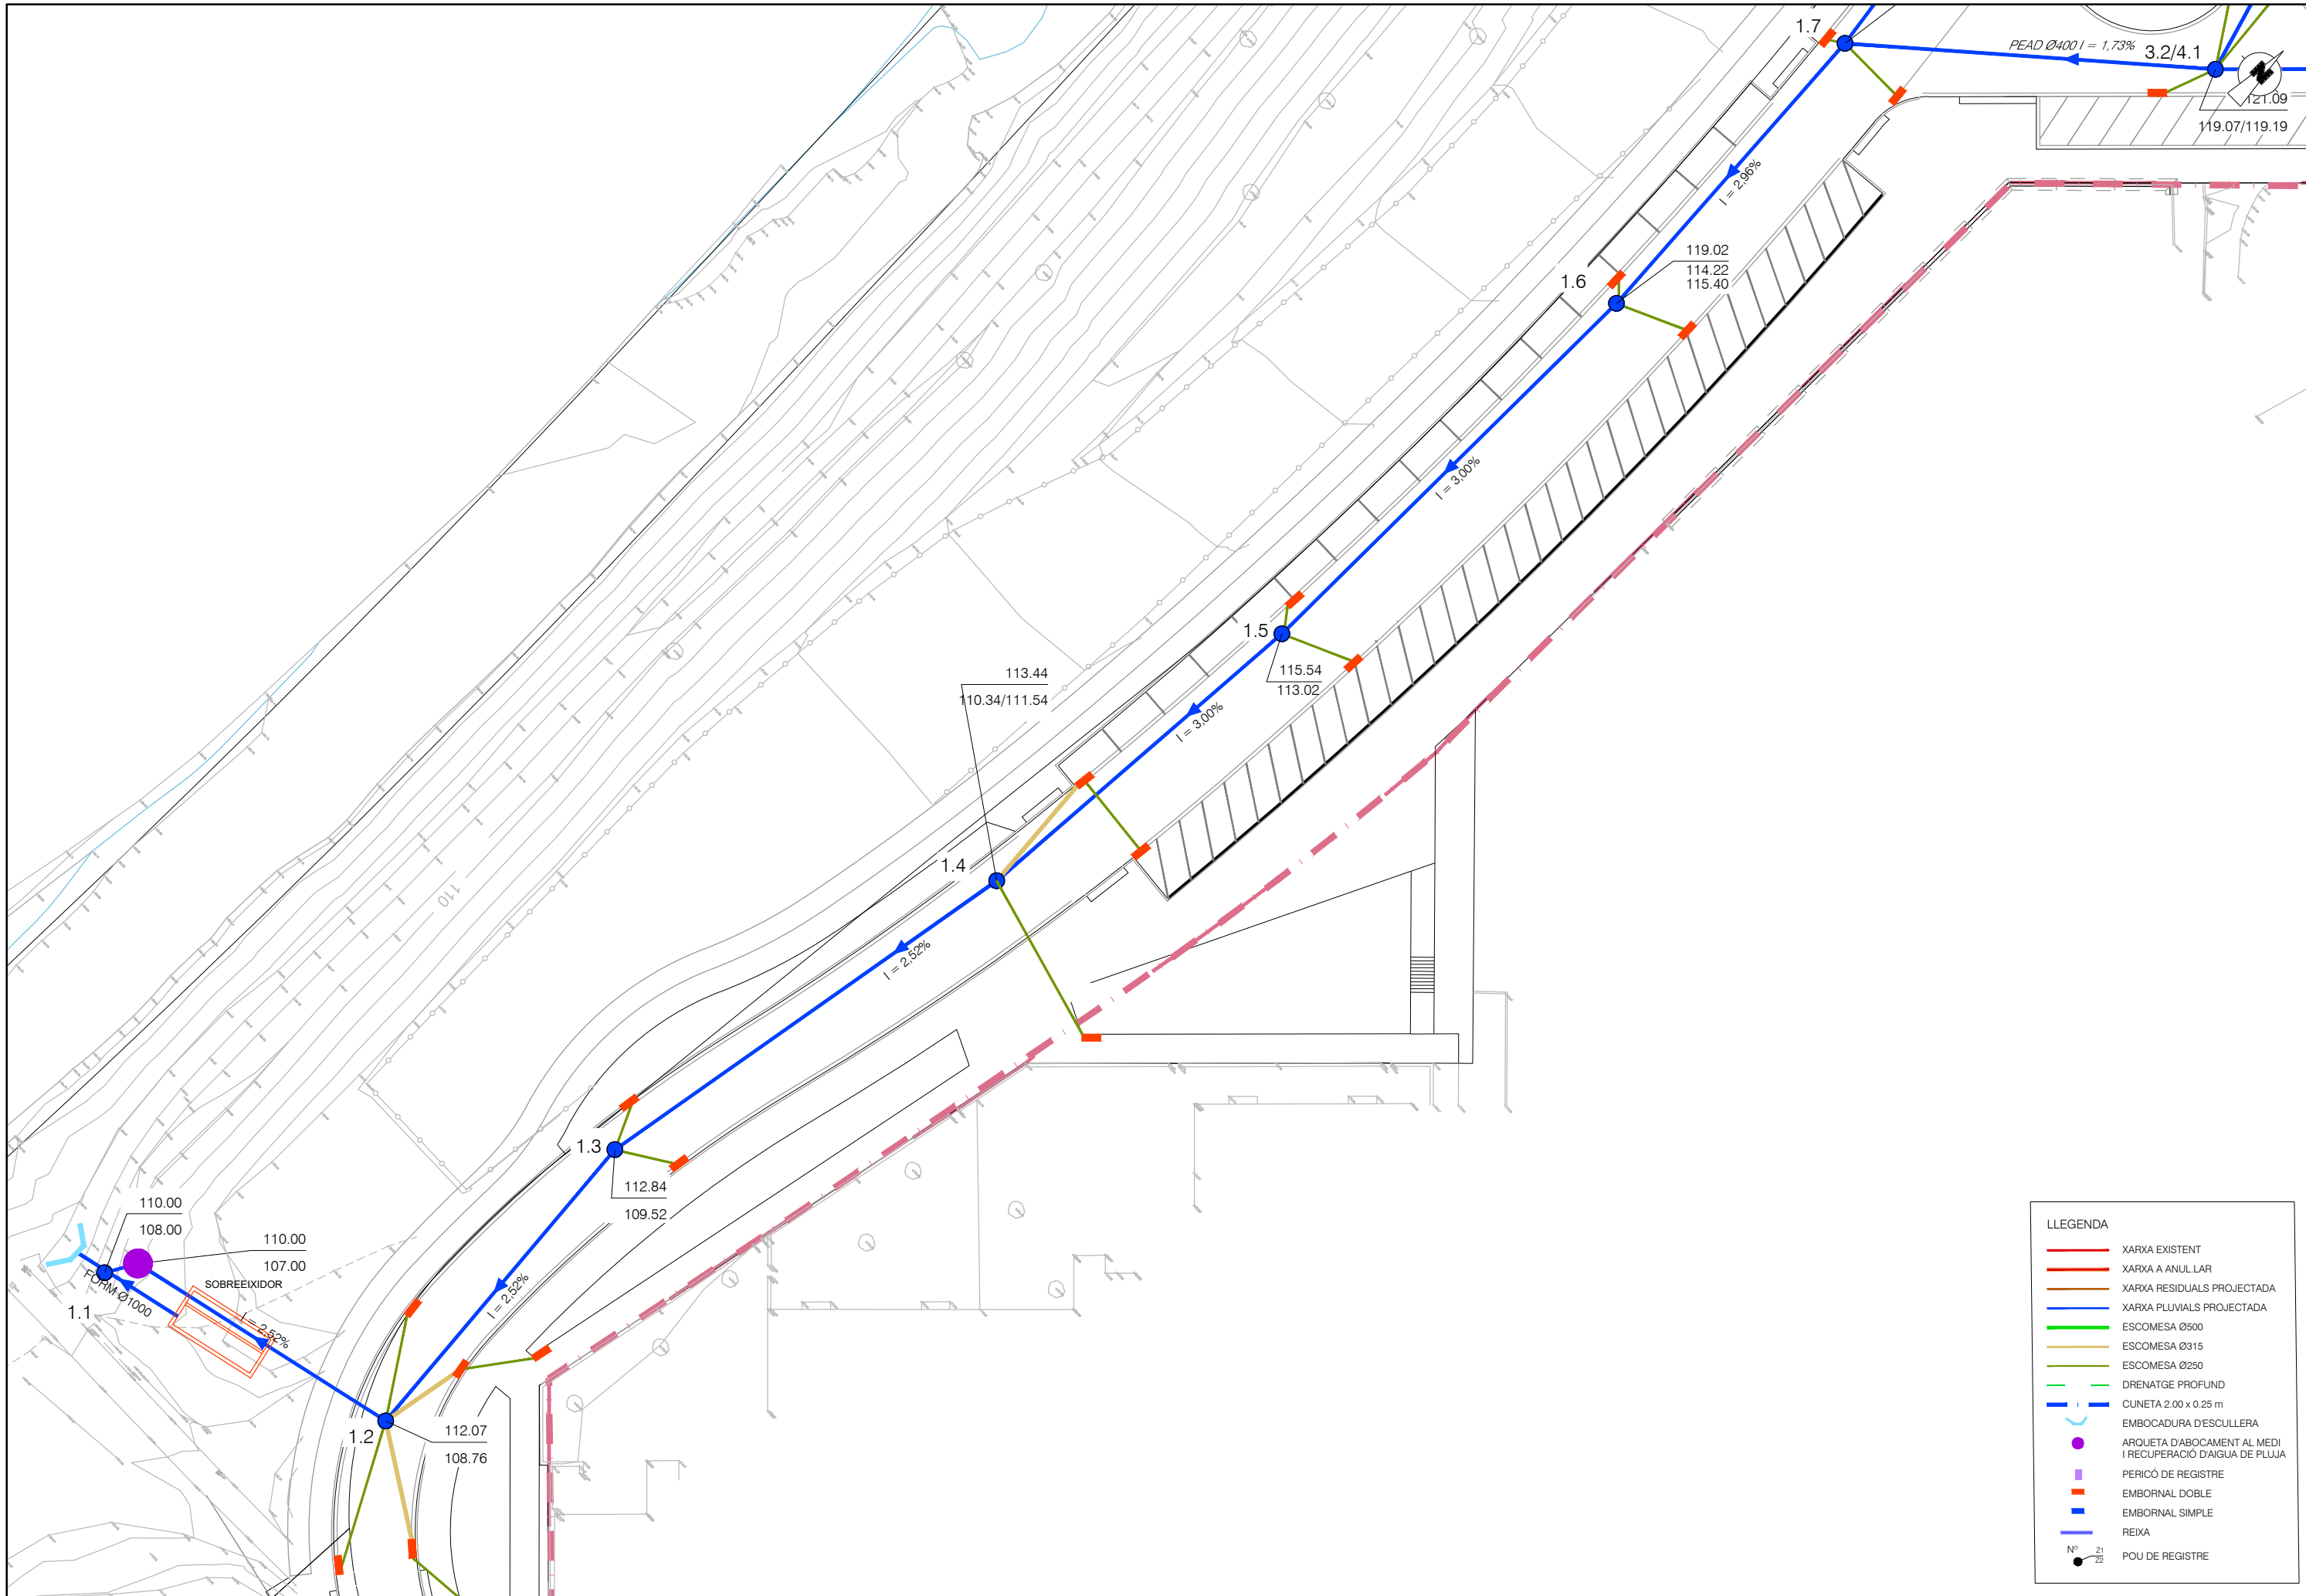 1.7
PEAD Ø400 I = 1,73%
3.2/4.1
N
121.09
119.07/119.19
I = 2,96%
119.02
114.22
115.40
1.6
I = 3,00%
1.5
115.54
113.02
113.44
110.34/111.54
I = 3,00%
1.4
110
I = 2,52%
1.3
112.84
109.52
110.00
108.00
110.00
107.00
SOBREEIXIDOR
FORM Ø1000
1.1
I = 2,52%
I = 2,52%
1.2
112.07
108.76
LLEGENDA
XARXA EXISTENT
XARXA A ANUL.LAR
XARXA RESIDUALS PROJECTADA
XARXA PLUVIALS PROJECTADA
ESCOMESA Ø500
ESCOMESA Ø315
ESCOMESA Ø250
DRENATGE PROFUND
CUNETA 2.00 x 0.25 m
EMBOCADURA D'ESCULLERA
ARQUETA D'ABOCAMENT AL MEDI
I RECUPERACIÓ D'AIGUA DE PLUJA
PERICÓ DE REGISTRE
EMBORNAL DOBLE
EMBORNAL SIMPLE
REIXA
Nº Z1
Z2
POU DE REGISTRE